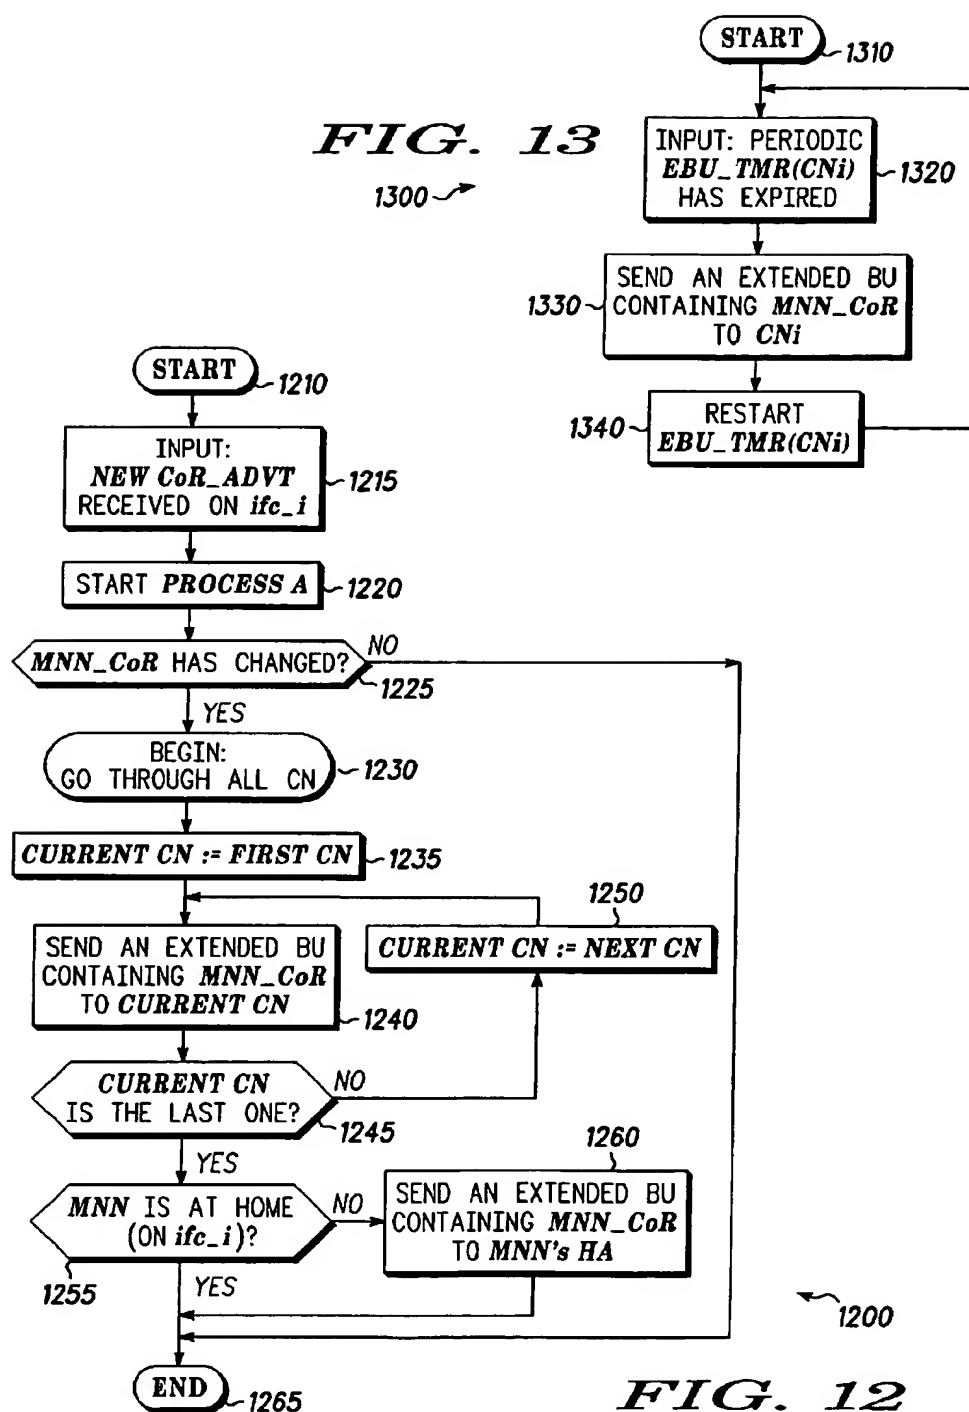 START
1310
FIG. 13
1300
INPUT: PERIODIC
EBU_TMR(CNi)
HAS EXPIRED
1320
SEND AN EXTENDED BU
CONTAINING MNN_CoR
TO CNi
1330
RESTART
EBU_TMR(CNi)
1340
START
1210
INPUT:
NEW CoR_ADVT
RECEIVED ON ifc_i
1215
START PROCESS A
1220
MNN_CoR HAS CHANGED?
NO
1225
YES
BEGIN:
GO THROUGH ALL CN
1230
CURRENT CN := FIRST CN
1235
1250
CURRENT CN := NEXT CN
SEND AN EXTENDED BU
CONTAINING MNN_CoR
TO CURRENT CN
1240
CURRENT CN
IS THE LAST ONE?
NO
1245
YES
1260
MNN IS AT HOME
(ON ifc_i)?
NO
SEND AN EXTENDED BU
CONTAINING MNN_CoR
TO MNN's HA
1255
YES
1200
END
1265
FIG. 12